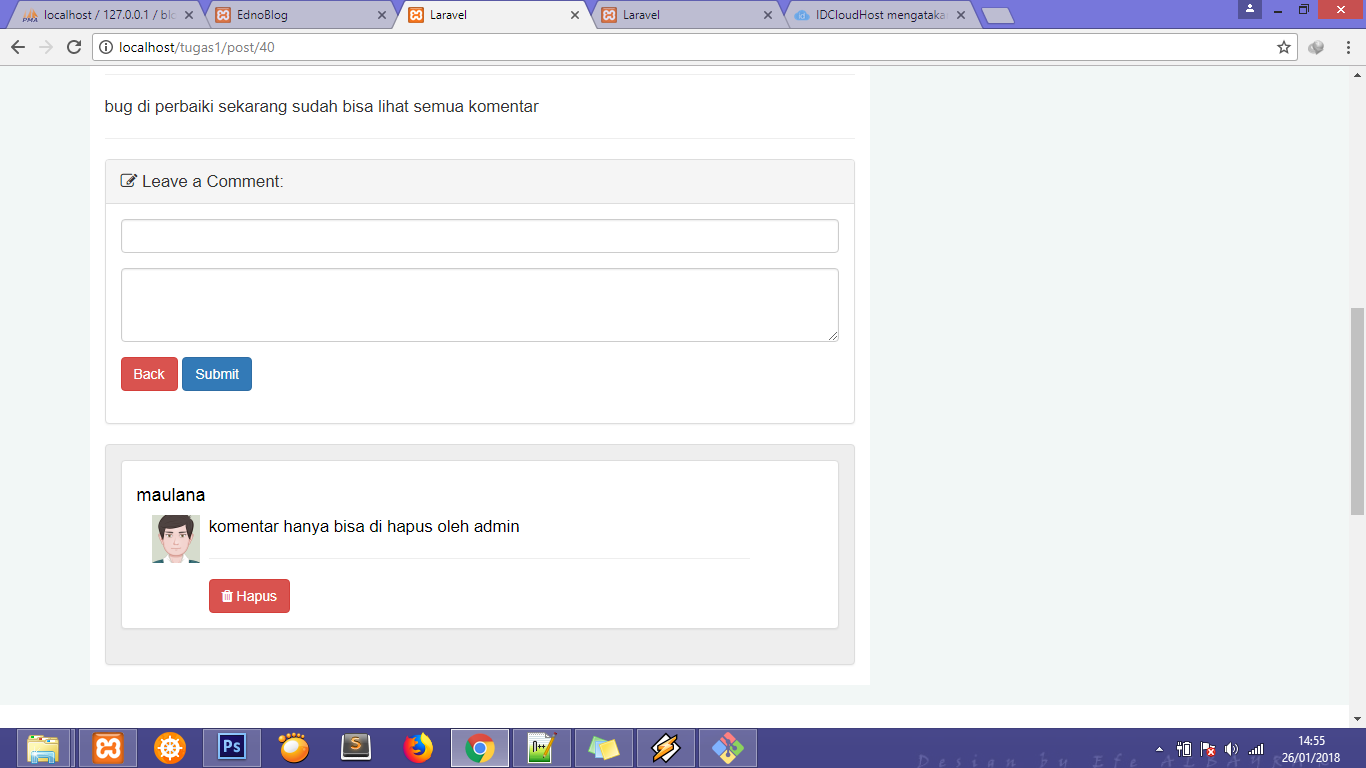 localhost / 127.0.0.1 / blo
EdnoBlog
Laravel
Laravel
IDCloudHost mengataka
localhost/tugas1/post/40
bug di perbaiki sekarang sudah bisa lihat semua komentar
Leave a Comment:
Back
Submit
maulana
komentar hanya bisa di hapus oleh admin
Hapus
Ps
S
14:55
26/01/2018
Design by Efe